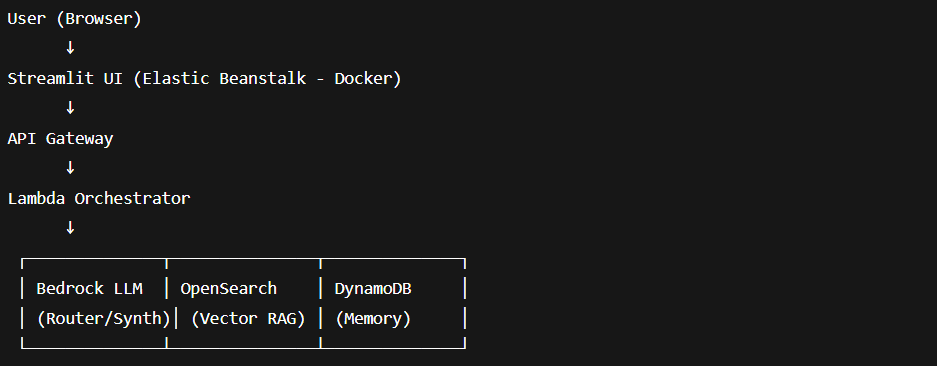 User (Browser)
↓
Streamlit UI (Elastic Beanstalk - Docker)
↓
API Gateway
↓
Lambda Orchestrator
↓
Bedrock LLM │ OpenSearch │ DynamoDB
(Router/Synth)│ (Vector RAG) │ (Memory)